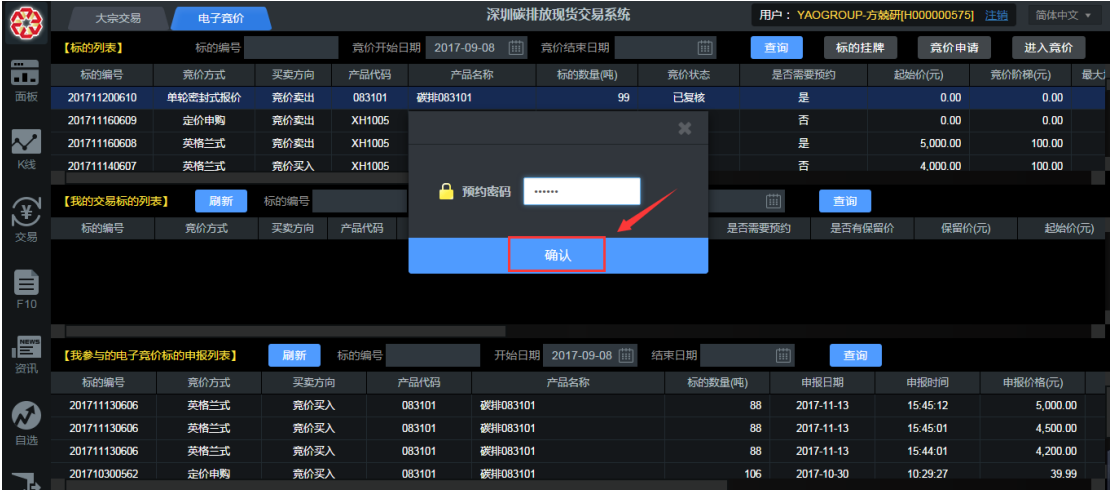 大宗交易 电子竞价 深圳碳排放现货交易系统 用户： YAOGROUP-方兢研[H000000575] 注销 简体中文
【标的列表】 标的编号 竞价开始日期 2017-09-08 竞价结束日期 查询 标的挂牌 竞价申请 进入竞价
标的编号 竞价方式 买卖方向 产品代码 产品名称 标的数量(吨) 竞价状态 是否需要预约 起始价(元) 竞价阶梯(元)
面板
201711200610 单轮密封式报价 竞价卖出 083101 碳排083101 99 已复核 是 0.00 0.00
201711160609 定价申购 竞价卖出 XH1005 否 0.00 0.00
201711160608 英格兰式 竞价卖出 XH1005 是 5,000.00 100.00
K线
201711140607 英格兰式 竞价买入 XH1005 否 4,000.00 100.00
预约密码 ······
确认
【我的交易标的列表】 刷新 标的编号 查询
标的编号 竞价方式 买卖方向 产品代码 是否需要预约 是否有保留价 保留价(元) 起始价(元)
交易
F10
NEWS
资讯
【我参与的电子竞价标的申报列表】 刷新 标的编号 开始日期 2017-09-08 结束日期 查询
标的编号 竞价方式 买卖方向 产品代码 产品名称 标的数量(吨) 申报日期 申报时间 申报价格(元)
201711130606 英格兰式 竞价买入 083101 碳排083101 88 2017-11-13 15:45:12 5,000.00
201711130606 英格兰式 竞价买入 083101 碳排083101 88 2017-11-13 15:45:01 4,500.00
自选
201711130606 英格兰式 竞价买入 083101 碳排083101 88 2017-11-13 15:44:01 4,200.00
201710300562 定价申购 竞价买入 083101 碳排083101 106 2017-10-30 10:29:27 39.99